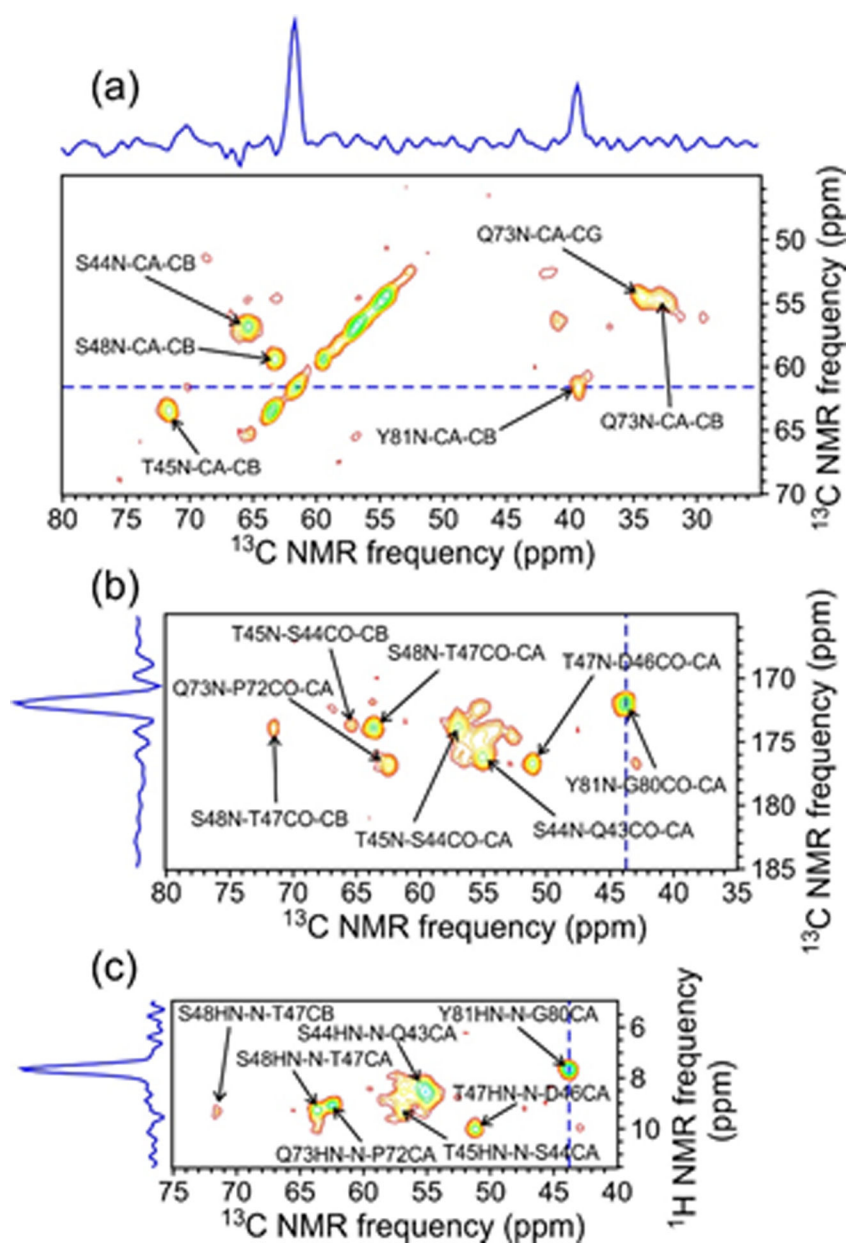 (a)
50
55
60
65
70
13C NMR frequency (ppm)
S44N-CA-CB
S48N-CA-CB
T45N-CA-CB
Q73N-CA-CG
Y81N-CA-CB
Q73N-CA-CB
80 70 60 50 40 30
13C NMR frequency (ppm)
(b)
T45N-S44CO-CB
S48N-T47CO-CA
T47N-D46CO-CA
Q73N-P72CO-CA
S48N-T47CO-CB
T45N-S44CO-CA
Y81N-G80CO-CA
S44N-Q43CO-CA
170
175
180
185
13C NMR frequency (ppm)
80 75 70 65 60 55 50 45 40 35
13C NMR frequency (ppm)
(c)
S48HN-N-T47CB
Y81HN-N-G80CA
S44HN-N-Q43CA
S48HN-N-T47CA
T47HN-N-D46CA
Q73HN-N-P72CA
T45HN-N-S44CA
6
8
10
1H NMR frequency
(ppm)
75 70 65 60 55 50 45 40
13C NMR frequency (ppm)